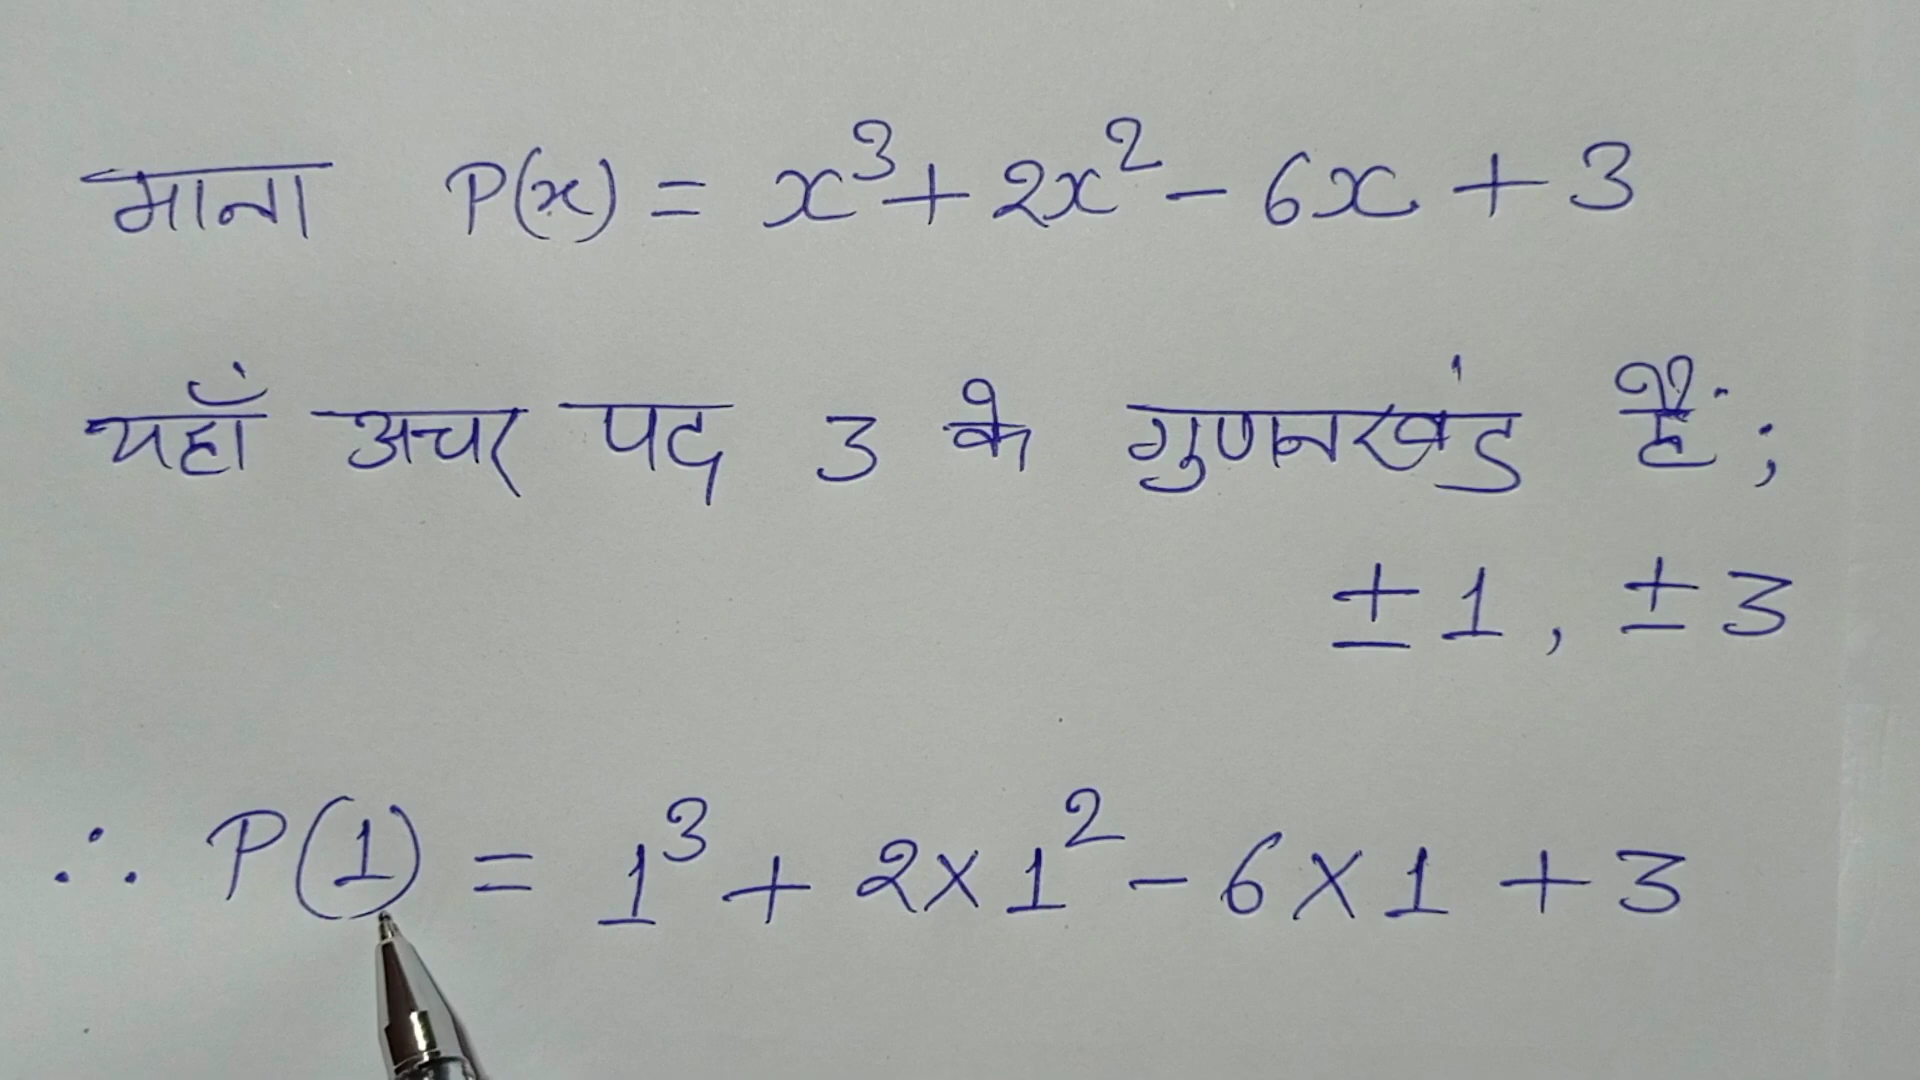 माना P(x) = x³ + 2x² - 6x + 3
यहाँ अचर पद 3 के गुणनखंड हैं;
± 1, ± 3
∴ P(1) = 1³ + 2 × 1² - 6 × 1 + 3